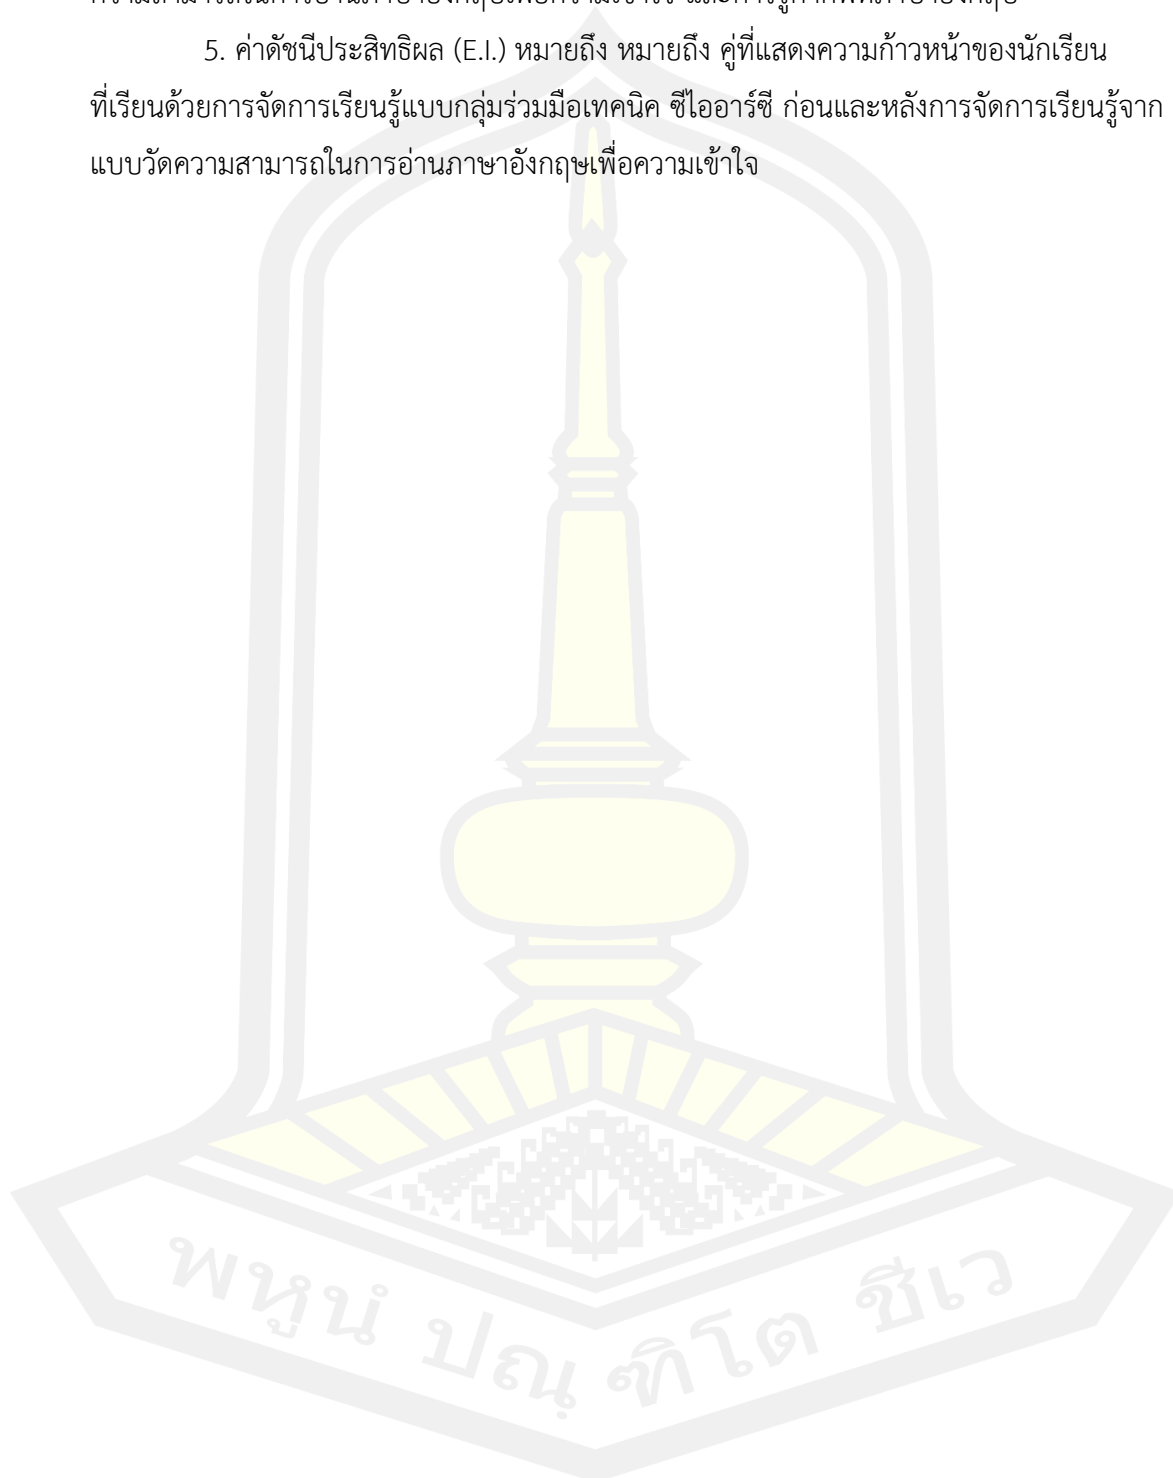 5. ค่าดัชนีประสิทธิผล (E.I.) หมายถึง หมายถึง คู่ที่แสดงความก้าวหน้าของนักเรียน
ที่เรียนด้วยการจัดการเรียนรู้แบบกลุ่มร่วมมือเทคนิค ซีไออาร์ซี ก่อนและหลังการจัดการเรียนรู้จาก
แบบวัดความสามารถในการอ่านภาษาอังกฤษเพื่อความเข้าใจ
พหูนํ ปณฺฑิโต ชีเว